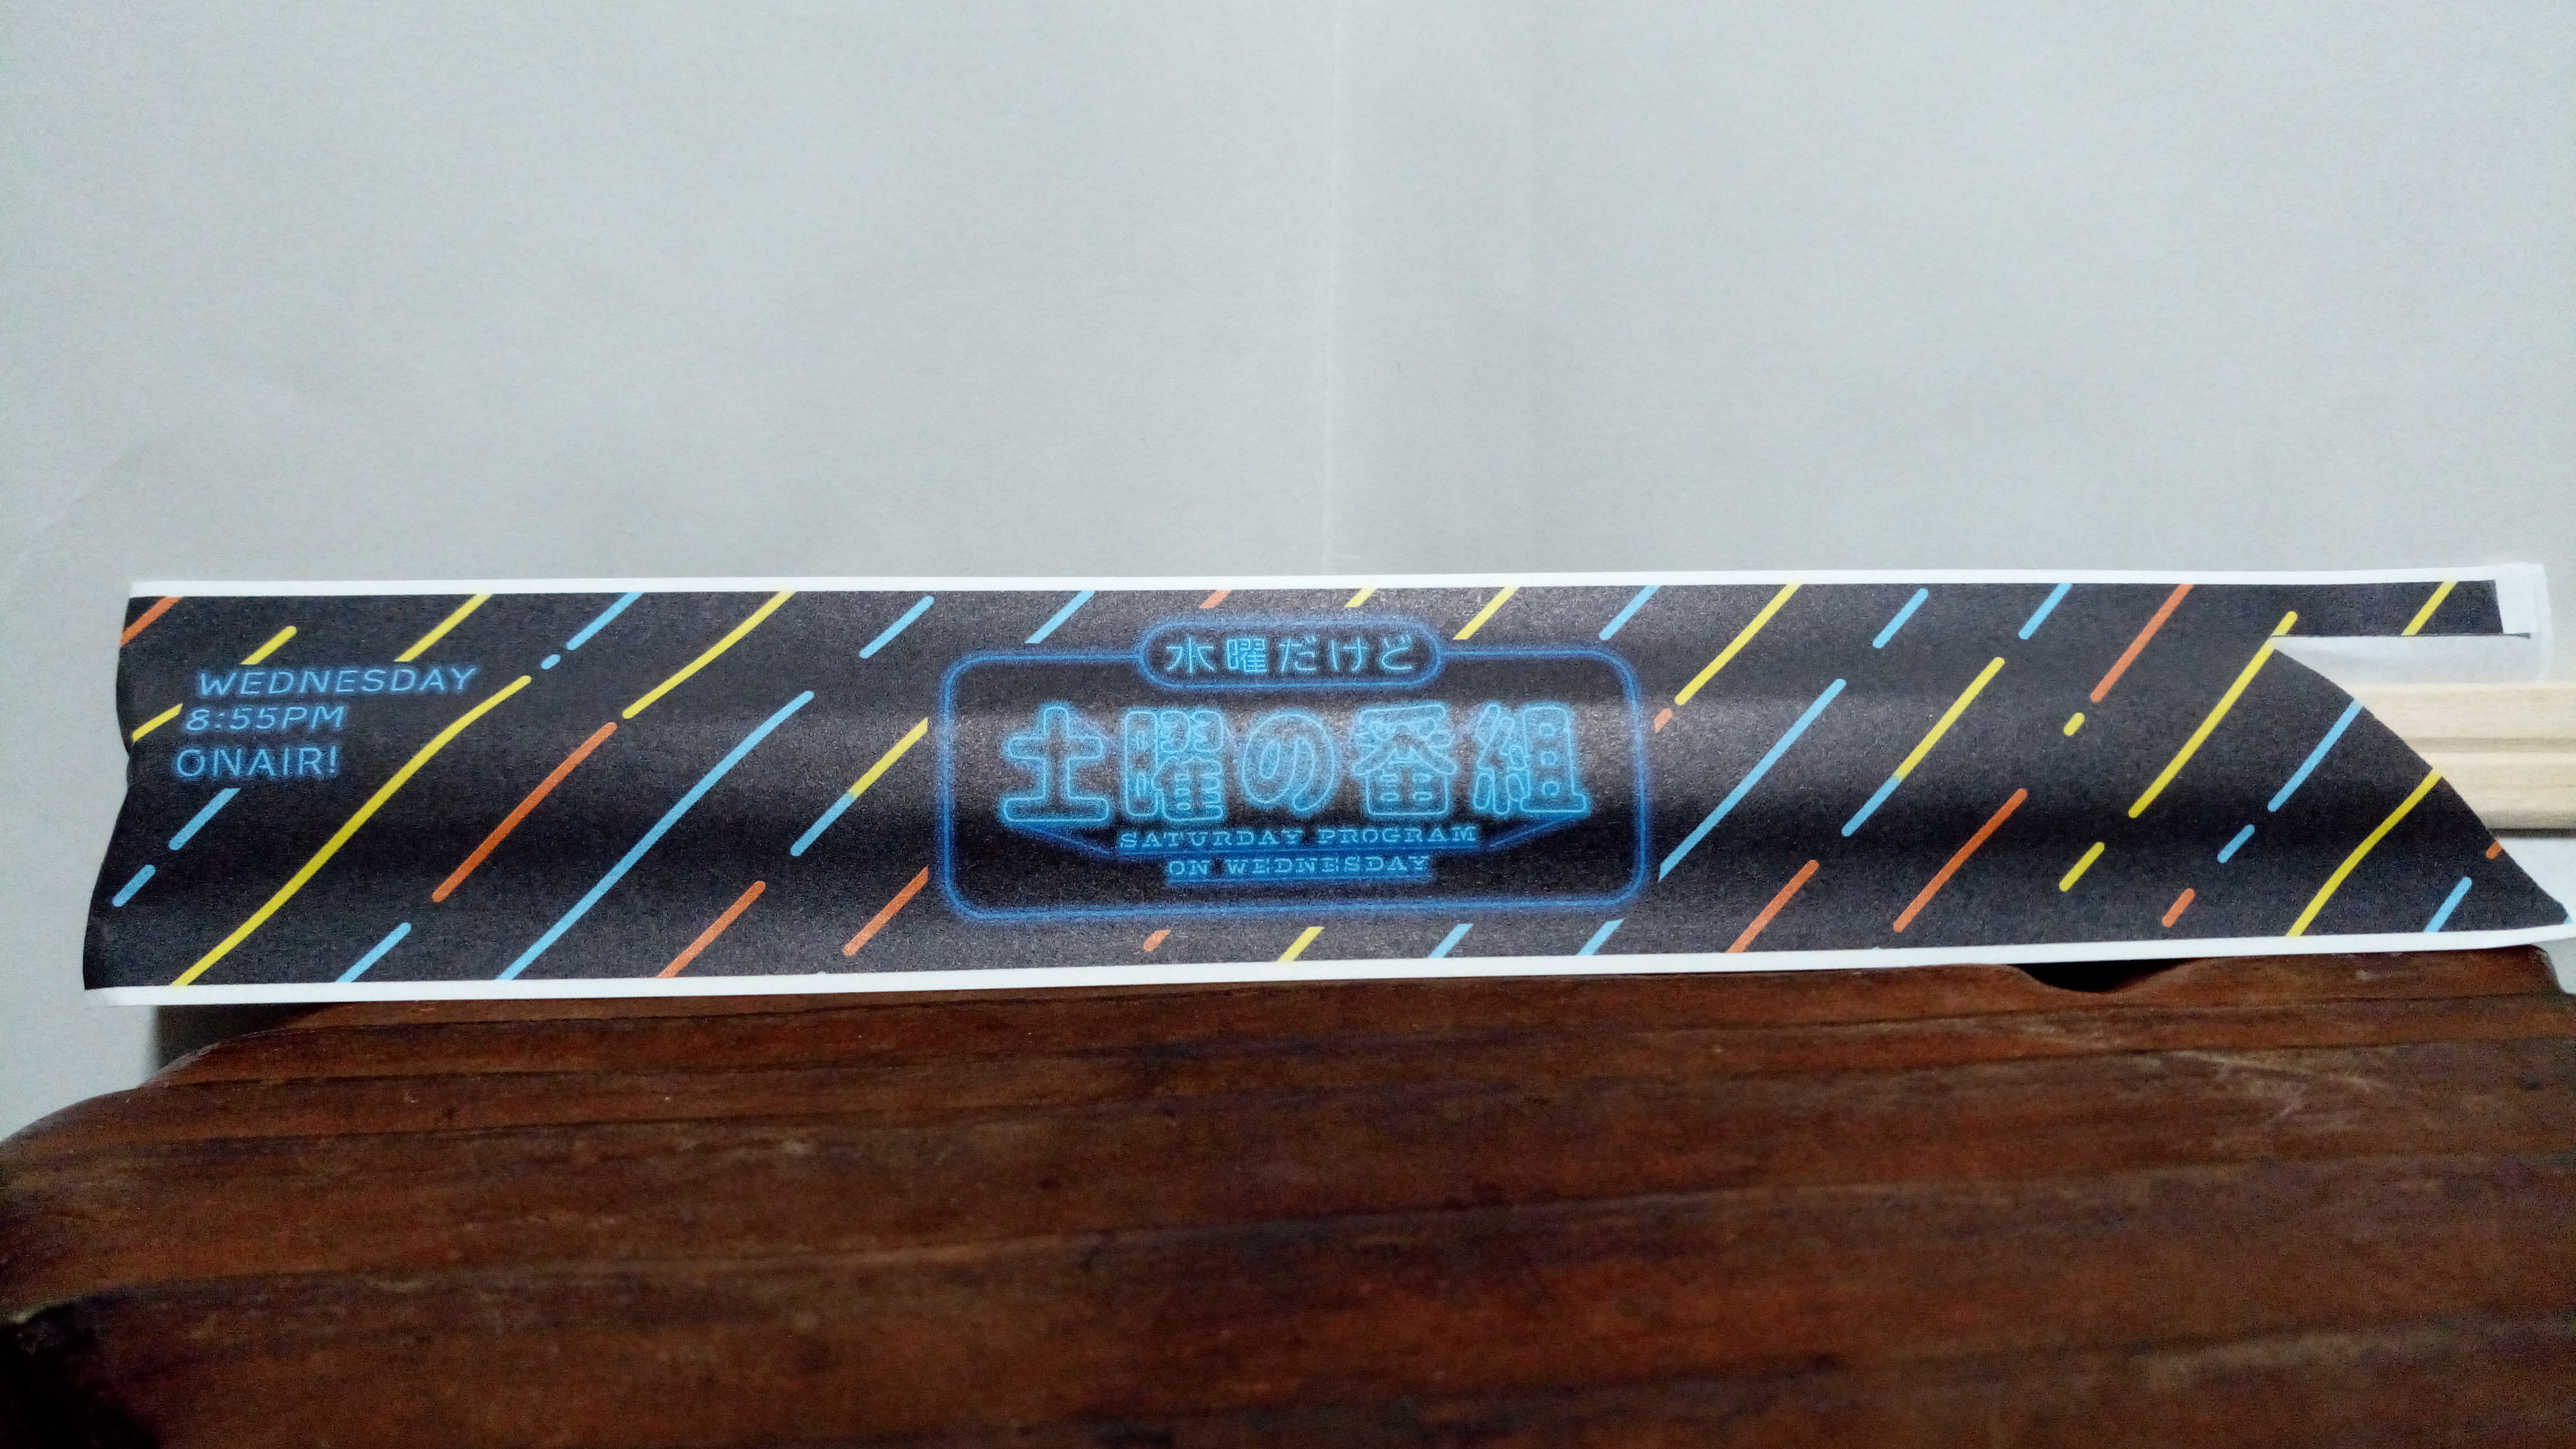 WEDNESDAY
8:55PM
ONAIR!
水曜だけど
土曜の番組
SATURDAY PROGRAM
ON WEDNESDAY